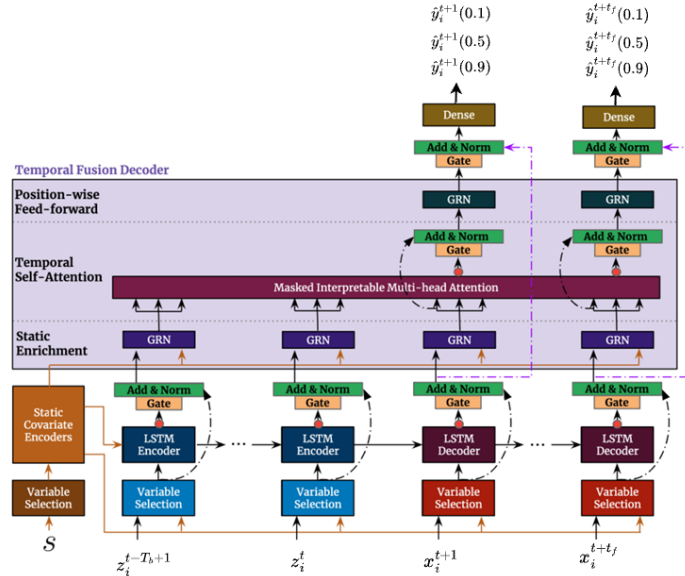 ŷ_i^{t+1}(0.1) ŷ_i^{t+t_f}(0.1)
ŷ_i^{t+1}(0.5) ŷ_i^{t+t_f}(0.5)
ŷ_i^{t+1}(0.9) ŷ_i^{t+t_f}(0.9)
Dense Dense
Add & Norm Add & Norm
Gate Gate
Temporal Fusion Decoder
Position-wise
Feed-forward
GRN GRN
Add & Norm Add & Norm
Gate Gate
Temporal
Self-Attention
Masked Interpretable Multi-head Attention
Static
Enrichment
GRN GRN GRN GRN
Add & Norm Add & Norm Add & Norm Add & Norm
Gate Gate Gate Gate
Static
Covariate
Encoders
LSTM
Encoder
...
LSTM
Encoder
LSTM
Decoder
...
LSTM
Decoder
Variable
Selection
Variable
Selection
Variable
Selection
Variable
Selection
Variable
Selection
S z_i^{t-T_b+1} z_i^t x_i^{t+1} x_i^{t+t_f}